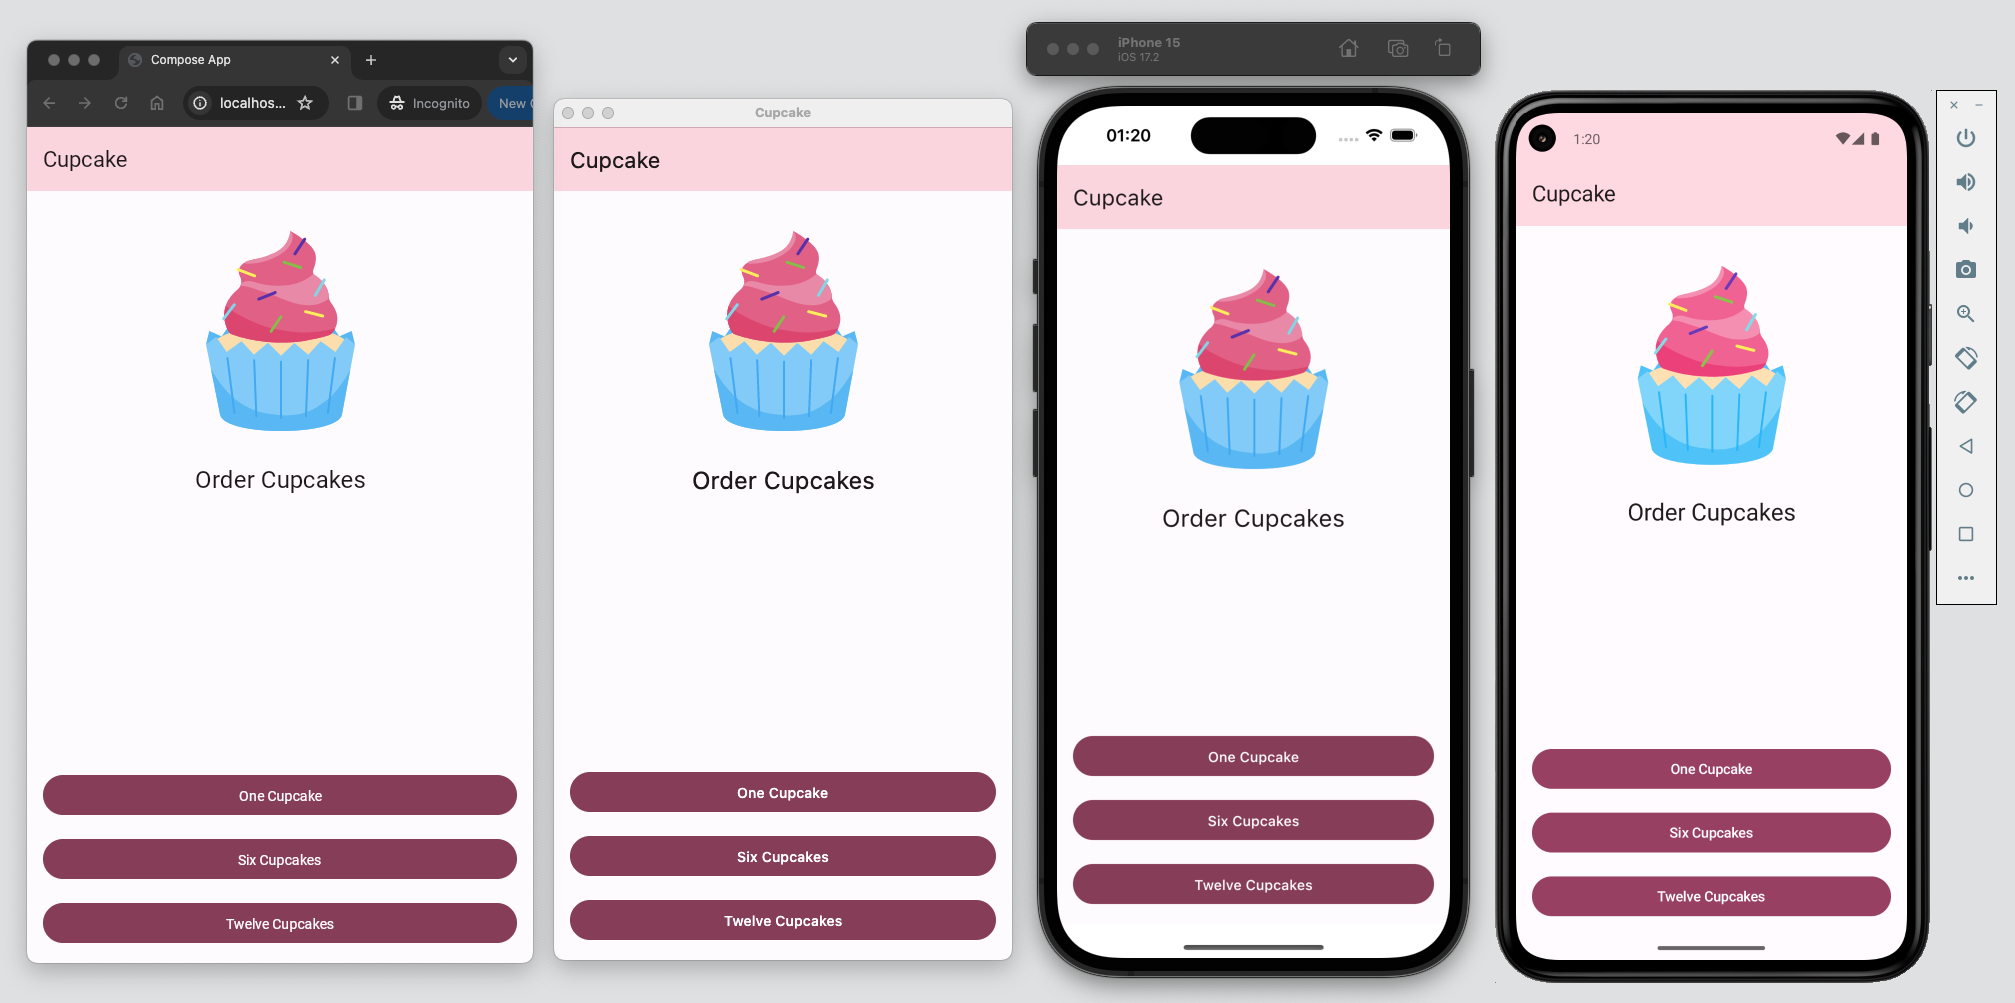 Compose App
localhos...
Incognito
New
Cupcake
Order Cupcakes
One Cupcake
Six Cupcakes
Twelve Cupcakes
Cupcake
Cupcake
Order Cupcakes
One Cupcake
Six Cupcakes
Twelve Cupcakes
iPhone 15
iOS 17.2
01:20
Cupcake
Order Cupcakes
One Cupcake
Six Cupcakes
Twelve Cupcakes
1:20
Cupcake
Order Cupcakes
One Cupcake
Six Cupcakes
Twelve Cupcakes